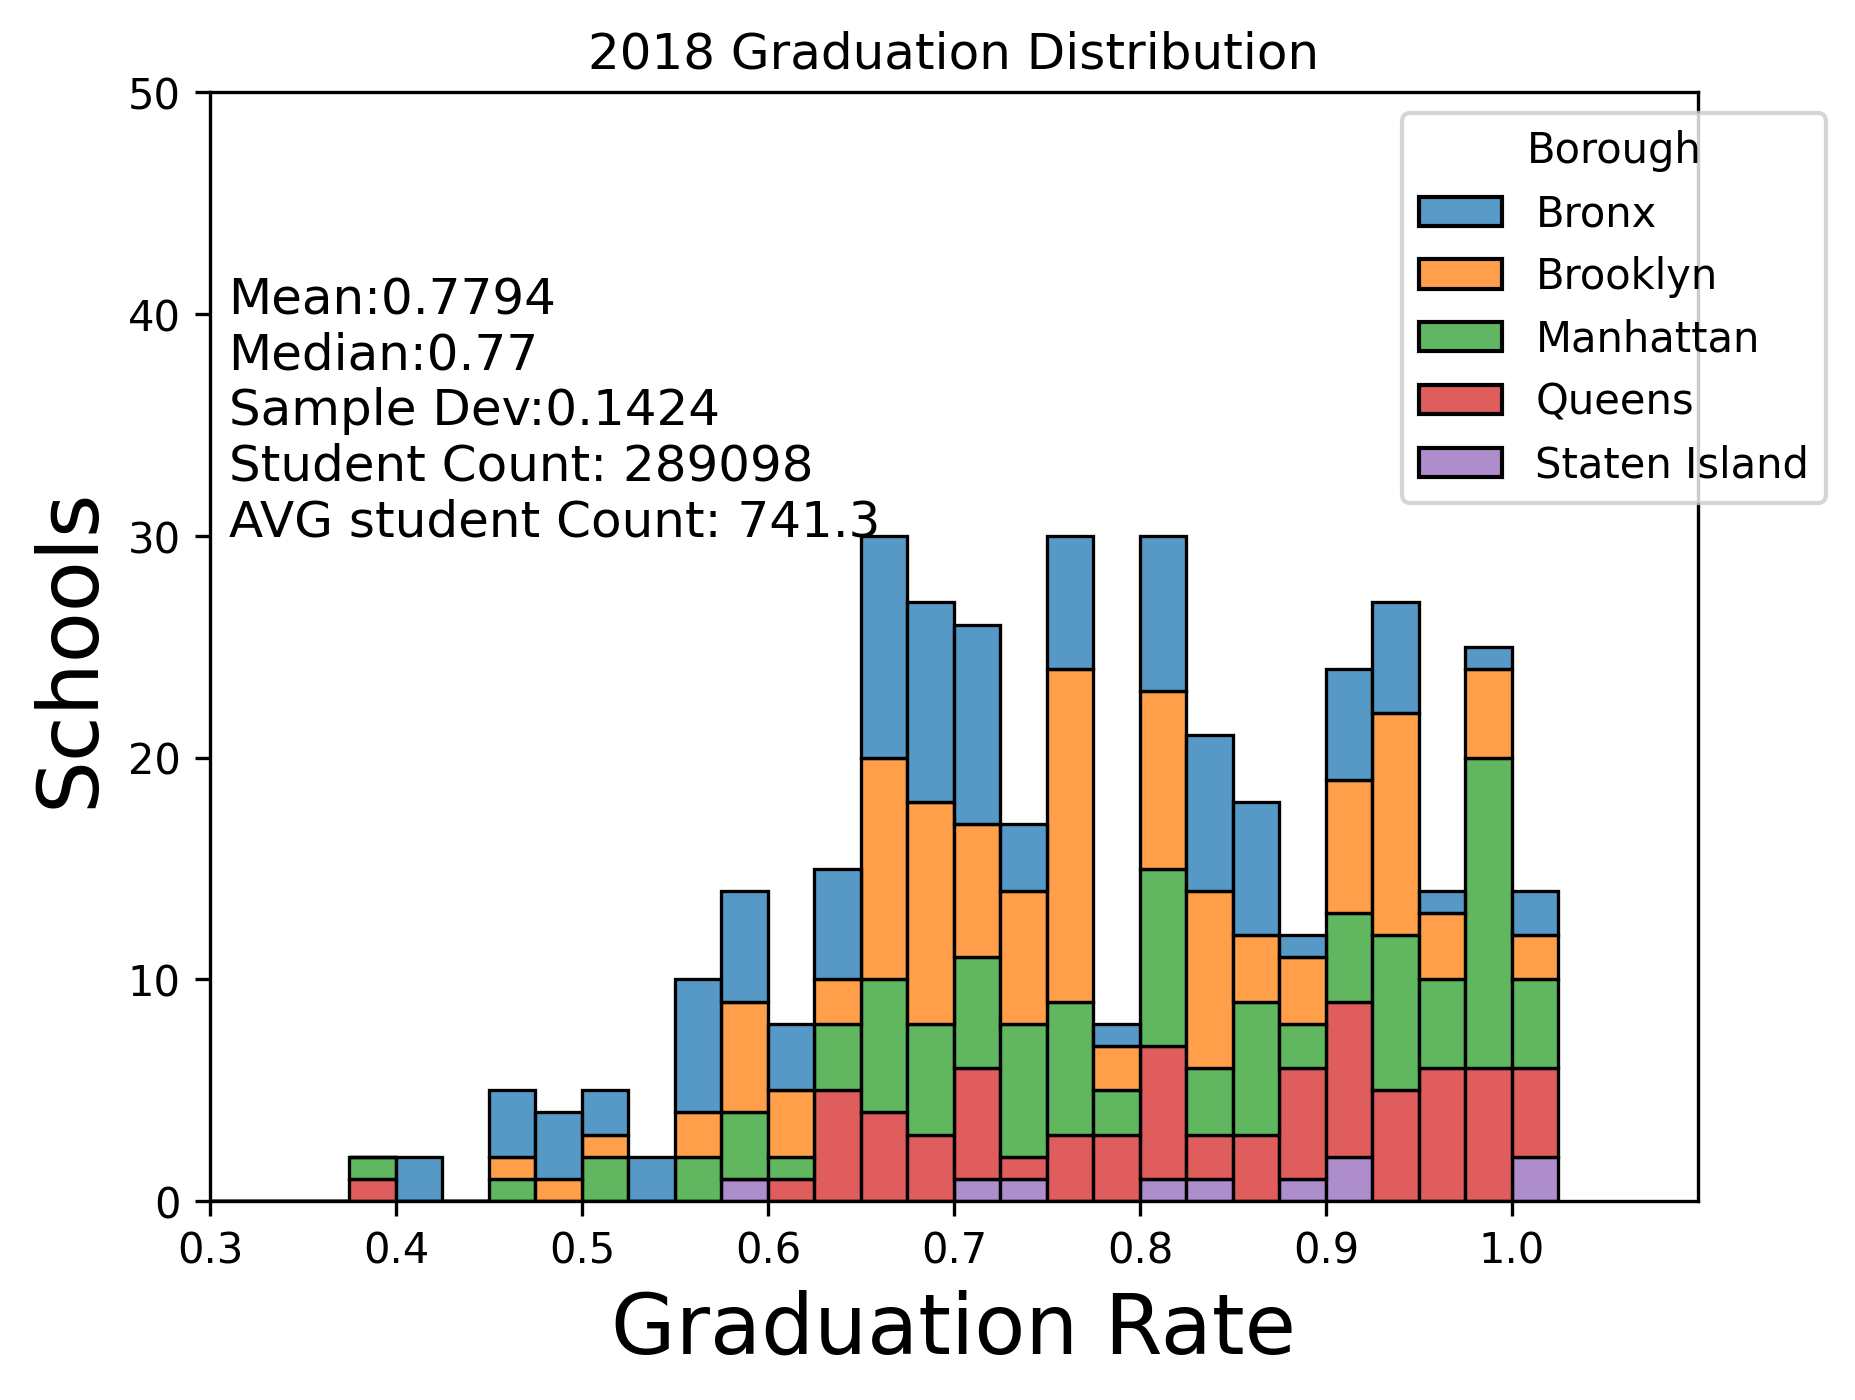 2018 Graduation Distribution
50
40
30
20
10
0
Schools
Mean:0.7794
Median:0.77
Sample Dev:0.1424
Student Count: 289098
AVG student Count: 741.3
Borough
Bronx
Brooklyn
Manhattan
Queens
Staten Island
0.3 0.4 0.5 0.6 0.7 0.8 0.9 1.0
Graduation Rate